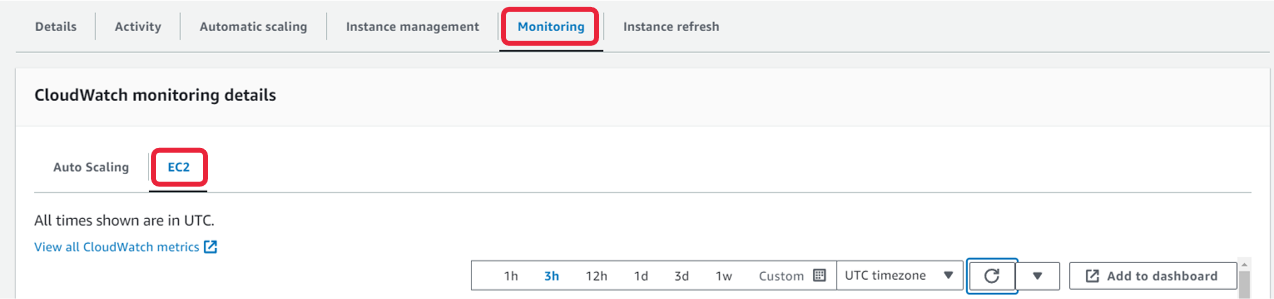 Details Activity Automatic scaling Instance management Monitoring Instance refresh
CloudWatch monitoring details
Auto Scaling EC2
All times shown are in UTC.
View all CloudWatch metrics
1h 3h 12h 1d 3d 1w Custom UTC timezone Add to dashboard